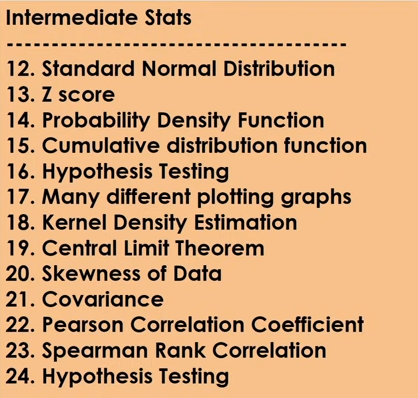 Intermediate Stats
--------------------------------------
12. Standard Normal Distribution
13. Z score
14. Probability Density Function
15. Cumulative distribution function
16. Hypothesis Testing
17. Many different plotting graphs
18. Kernel Density Estimation
19. Central Limit Theorem
20. Skewness of Data
21. Covariance
22. Pearson Correlation Coefficient
23. Spearman Rank Correlation
24. Hypothesis Testing